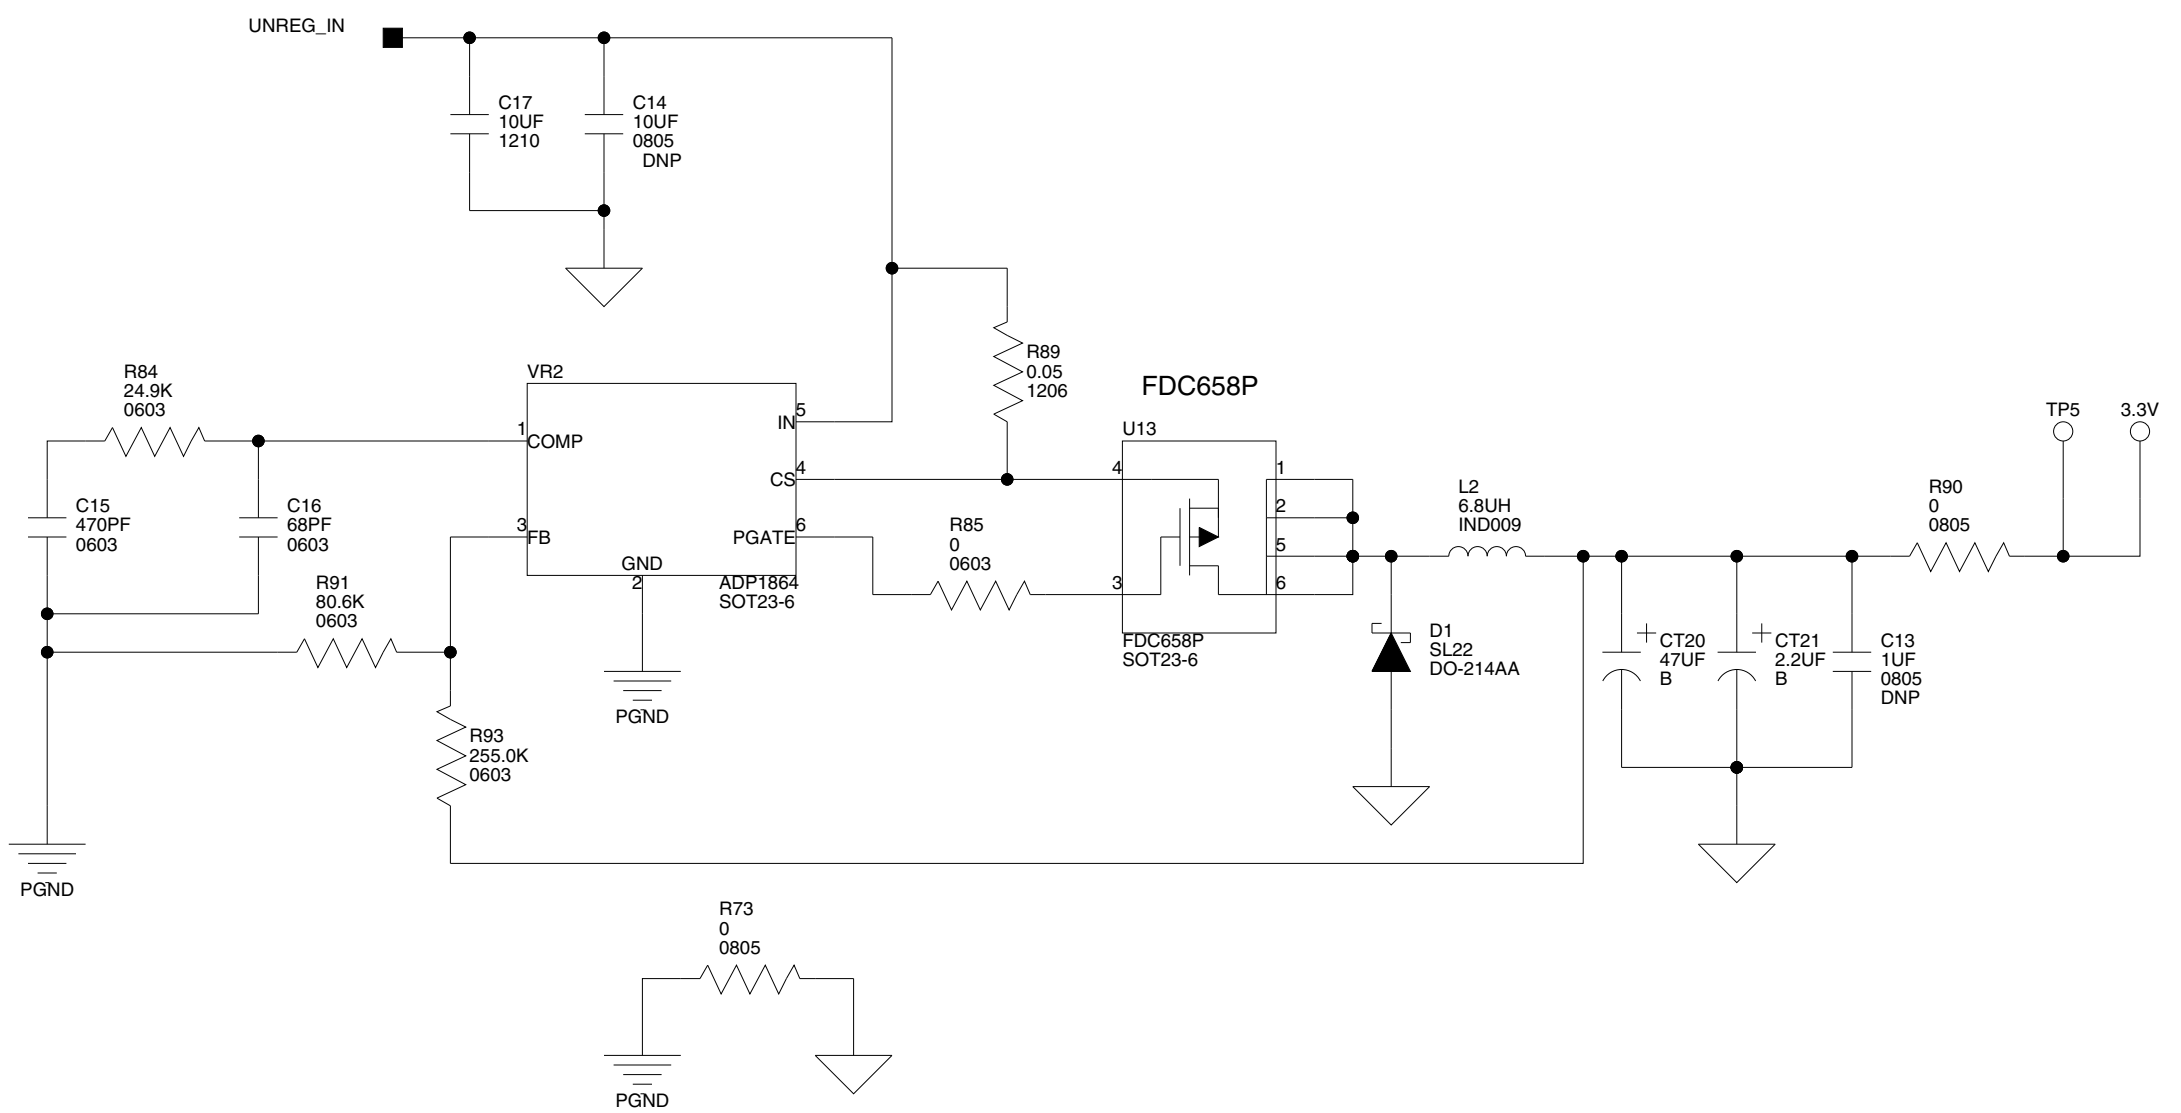 UNREG_IN
C17
10UF
1210
C14
10UF
0805
DNP
R89
0.05
1206
R84
24.9K
0603
C15
470PF
0603
C16
68PF
0603
R91
80.6K
0603
R93
255.0K
0603
VR2
1
COMP
3
FB
5
IN
4
CS
6
PGATE
GND
2
ADP1864
SOT23-6
PGND
R85
0
0603
FDC658P
U13
4
3
1
2
5
6
FDC658P
SOT23-6
D1
SL22
DO-214AA
L2
6.8UH
IND009
CT20
47UF
B
CT21
2.2UF
B
C13
1UF
0805
DNP
R90
0
0805
TP5
3.3V
PGND
R73
0
0805
PGND